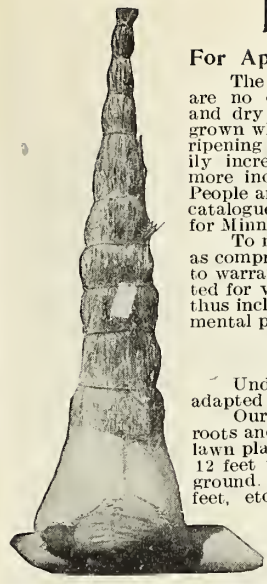 For Ap
The
are no
and dry
grown w
ripening
ily incre
more inc
People a
catalogue
for Minn
To
as compr
to warra
ted for v
thus incl
mental p
Und
adapted
Our
roots and
lawn pla
12 feet
ground.
feet, etc